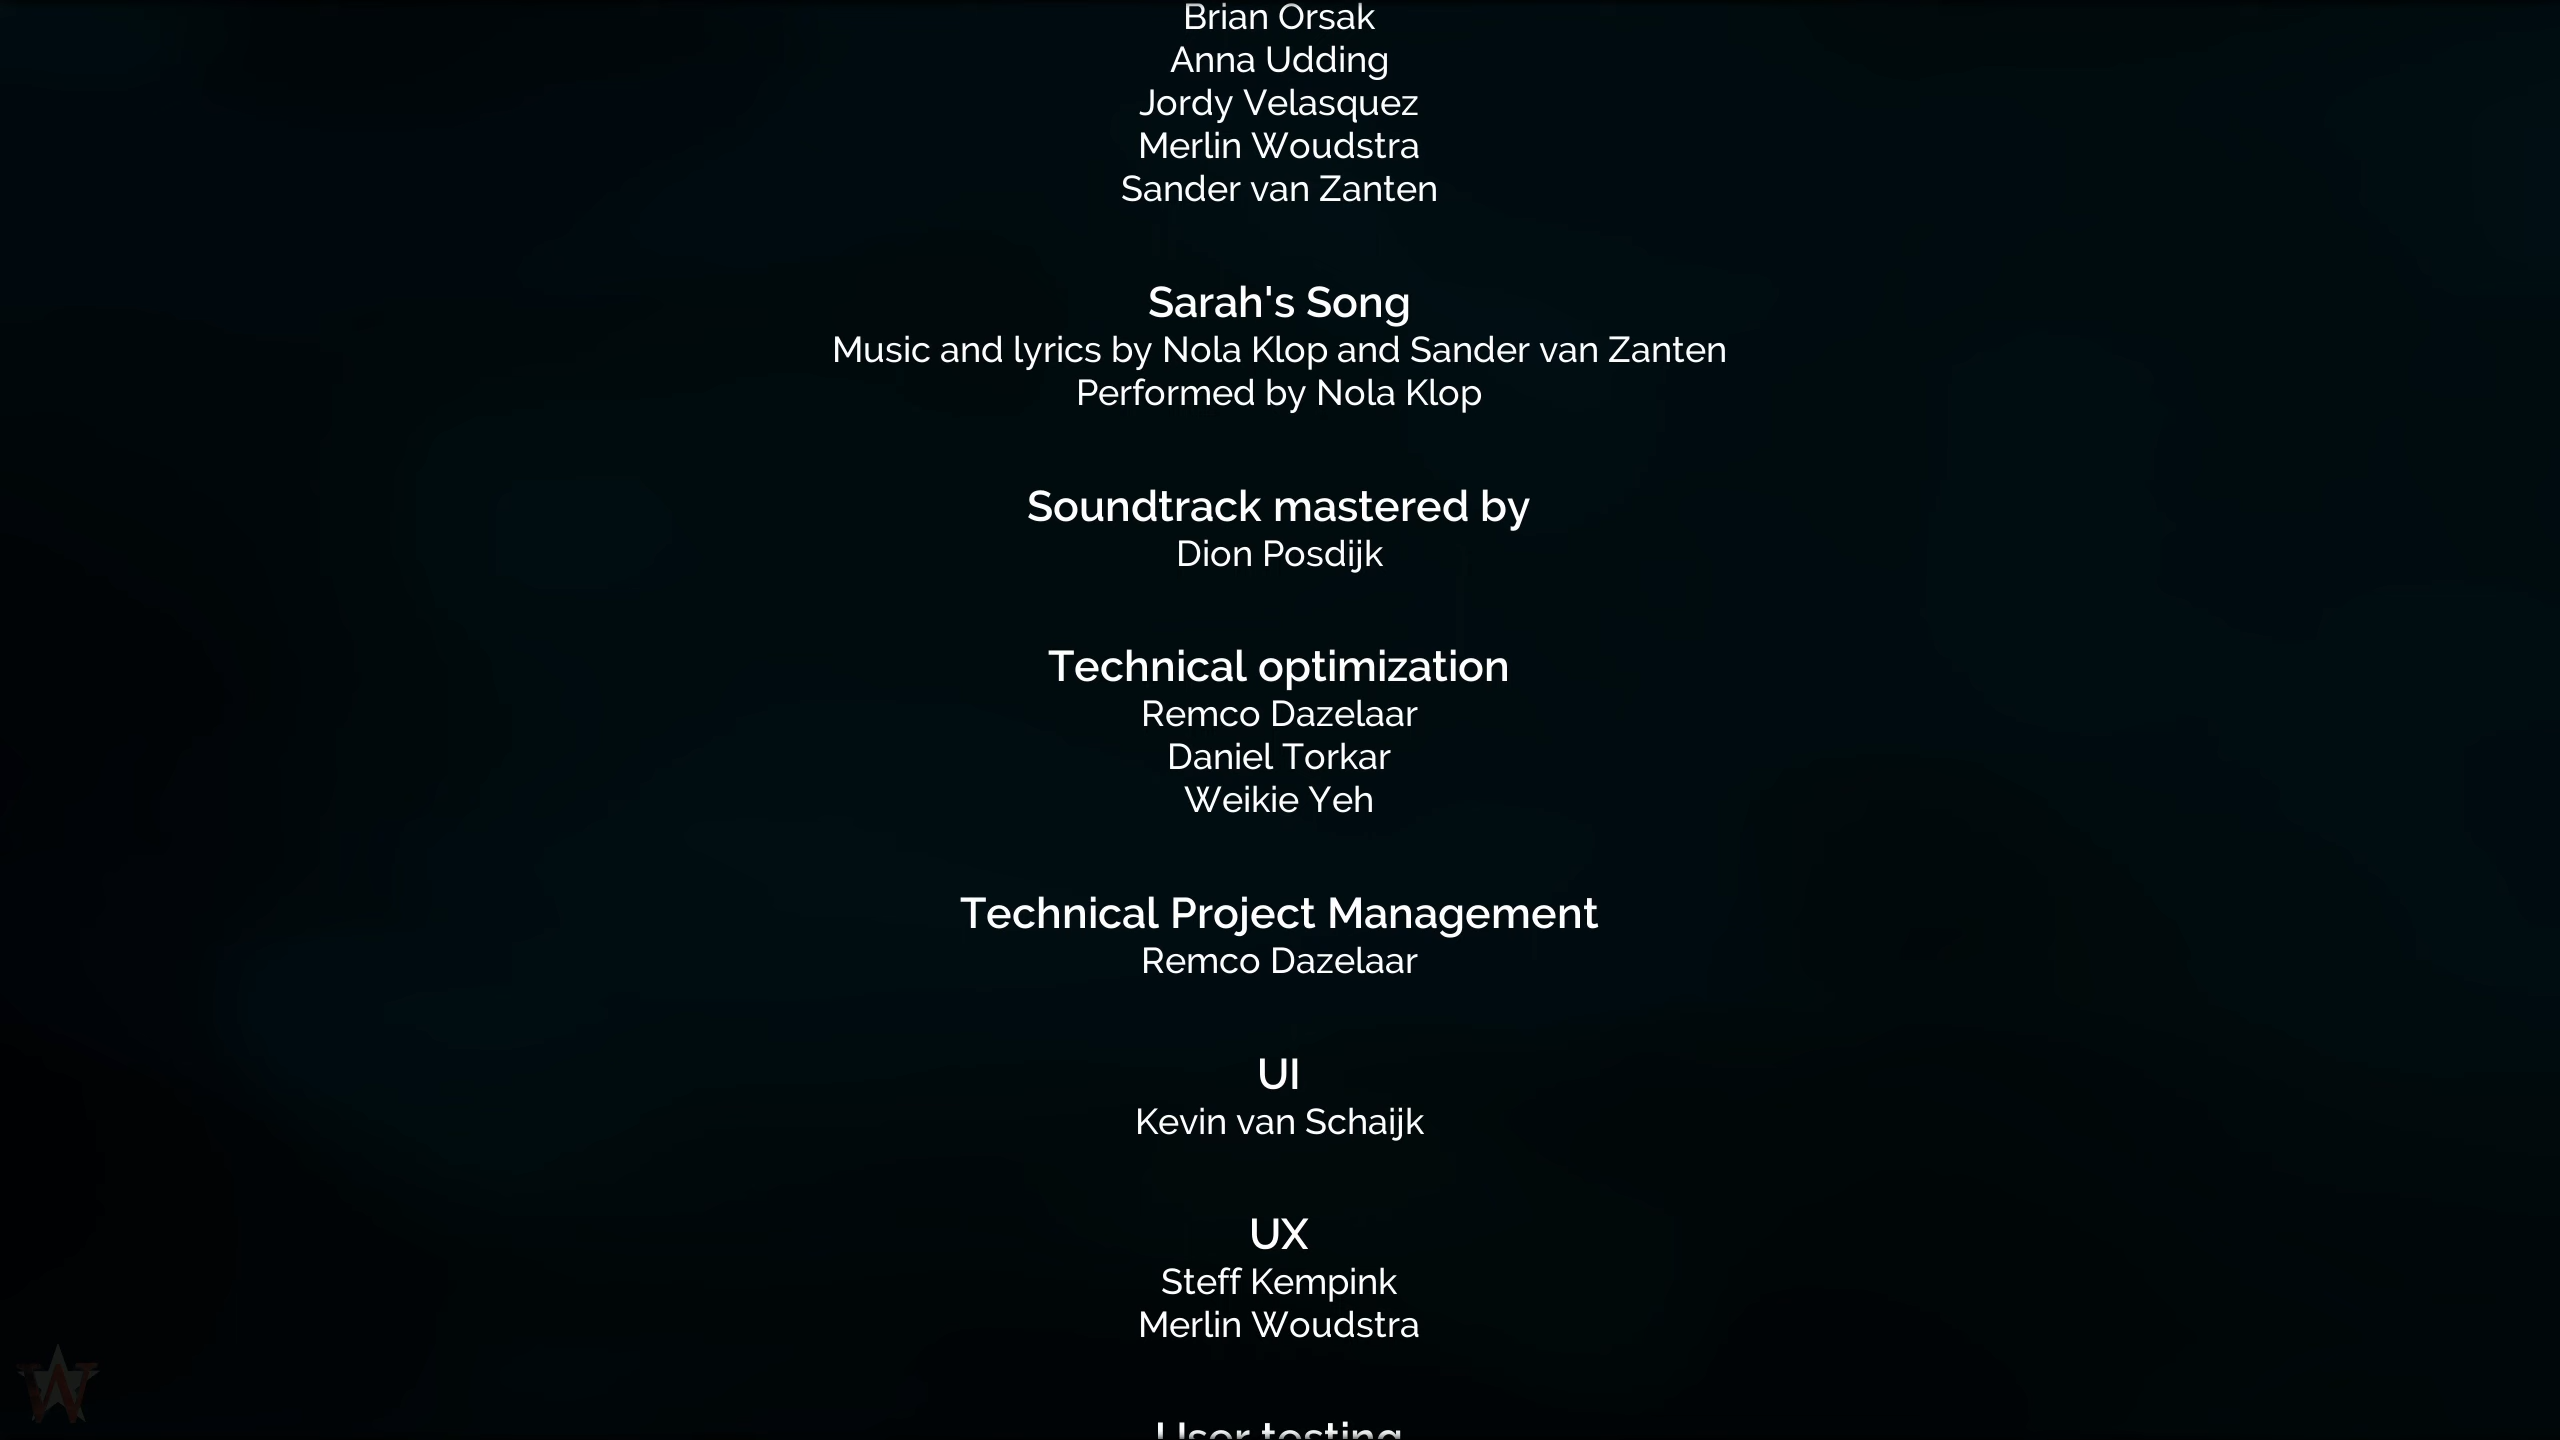 Brian Orsak
Anna Udding
Jordy Velasquez
Merlin Woudstra
Sander van Zanten
Sarah's Song
Music and lyrics by Nola Klop and Sander van Zanten
Performed by Nola Klop
Soundtrack mastered by
Dion Posdijk
Technical optimization
Remco Dazelaar
Daniel Torkar
Weikie Yeh
Technical Project Management
Remco Dazelaar
UI
Kevin van Schaijk
UX
Steff Kempink
Merlin Woudstra
User testing
W